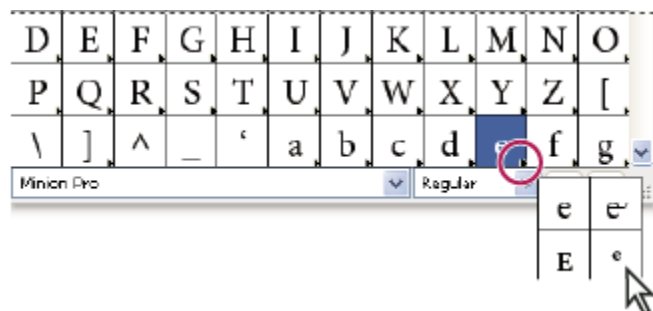 D E F G H I J K L M N O
P Q R S T U V W X Y Z [
\ ] ^ _ ‘ a b c d e f g
Minion Pro Regular
e e
E e